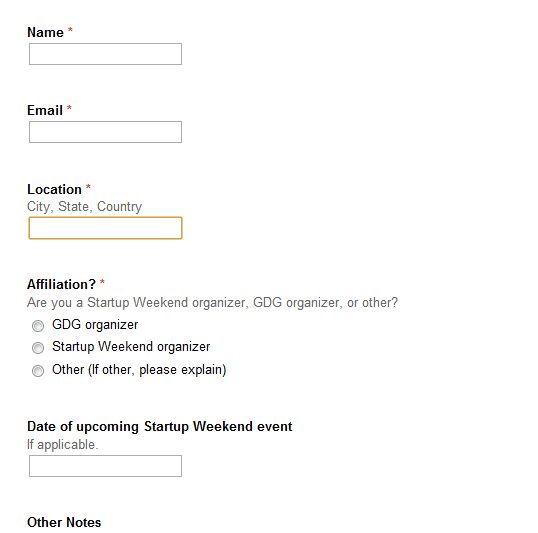 Name *
Email *
Location *
City, State, Country
Affiliation? *
Are you a Startup Weekend organizer, GDG organizer, or other?
GDG organizer
Startup Weekend organizer
Other (If other, please explain)
Date of upcoming Startup Weekend event
If applicable.
Other Notes